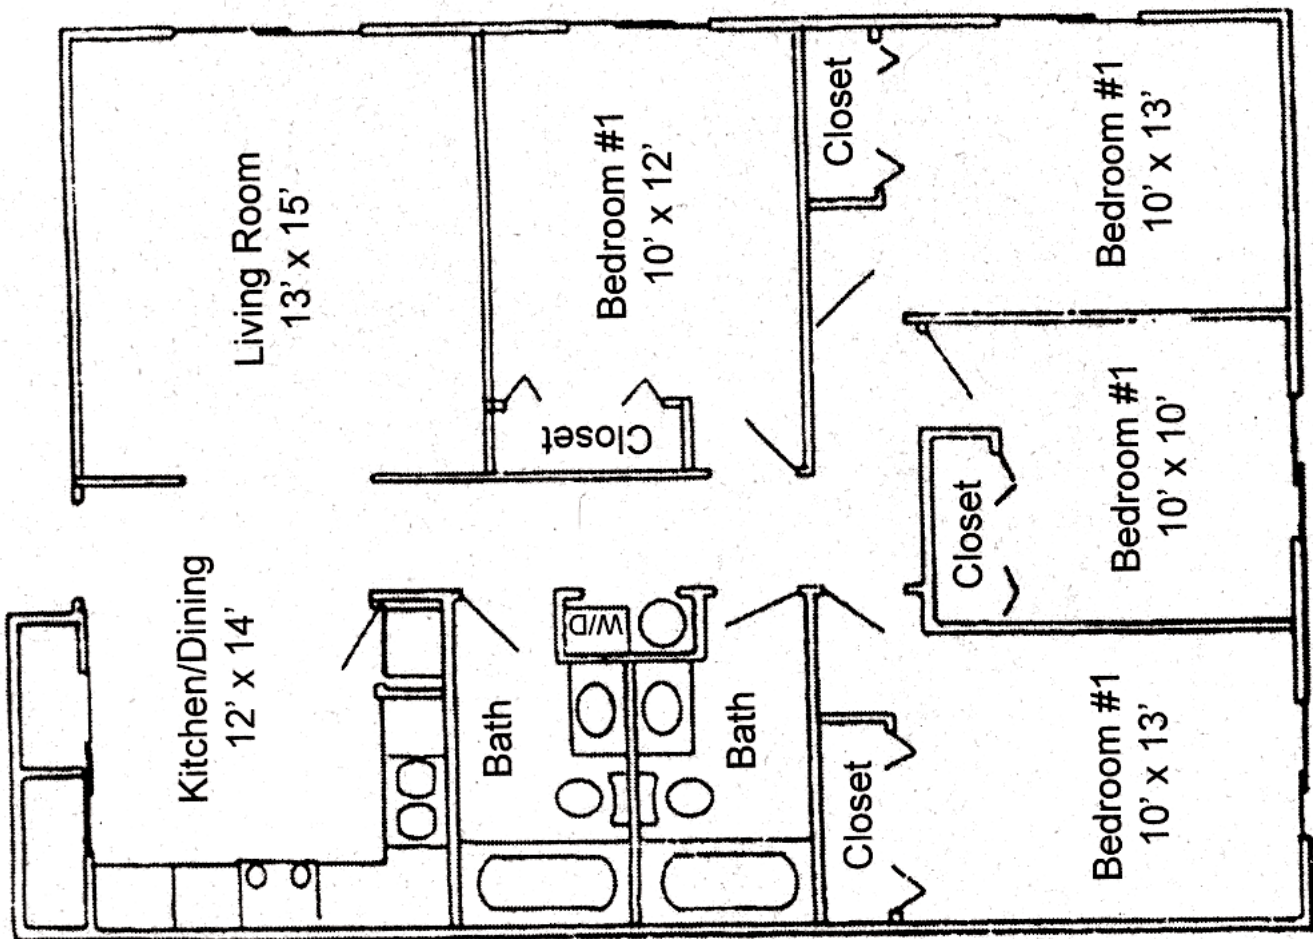 Living Room
13' x 15'
Bedroom #1
10' x 12'
Closet
Closet
Bedroom #1
10' x 13'
Kitchen/Dining
12' x 14'
W/D
Bath
Bath
Closet
Bedroom #1
10' x 10'
Closet
Bedroom #1
10' x 13'